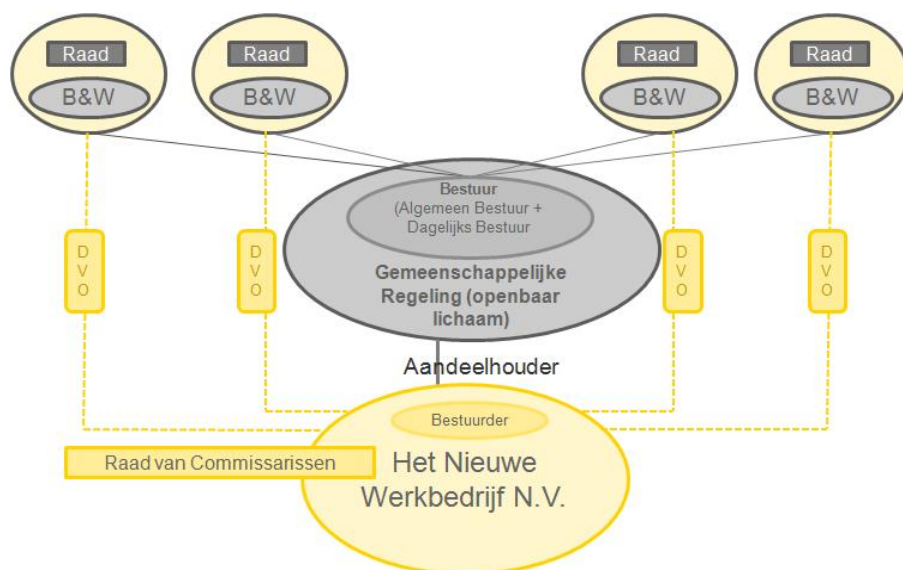 Raad
Raad
Raad
Raad
B&W
B&W
B&W
B&W
Bestuur
(Algemeen Bestuur +
Dagelijks Bestuur
D
V
O
D
V
O
D
V
O
D
V
O
Gemeenschappelijke
Regeling (openbaar
lichaam)
Aandeelhouder
Bestuurder
Raad van Commissarissen
Het Nieuwe
Werkbedrijf N.V.